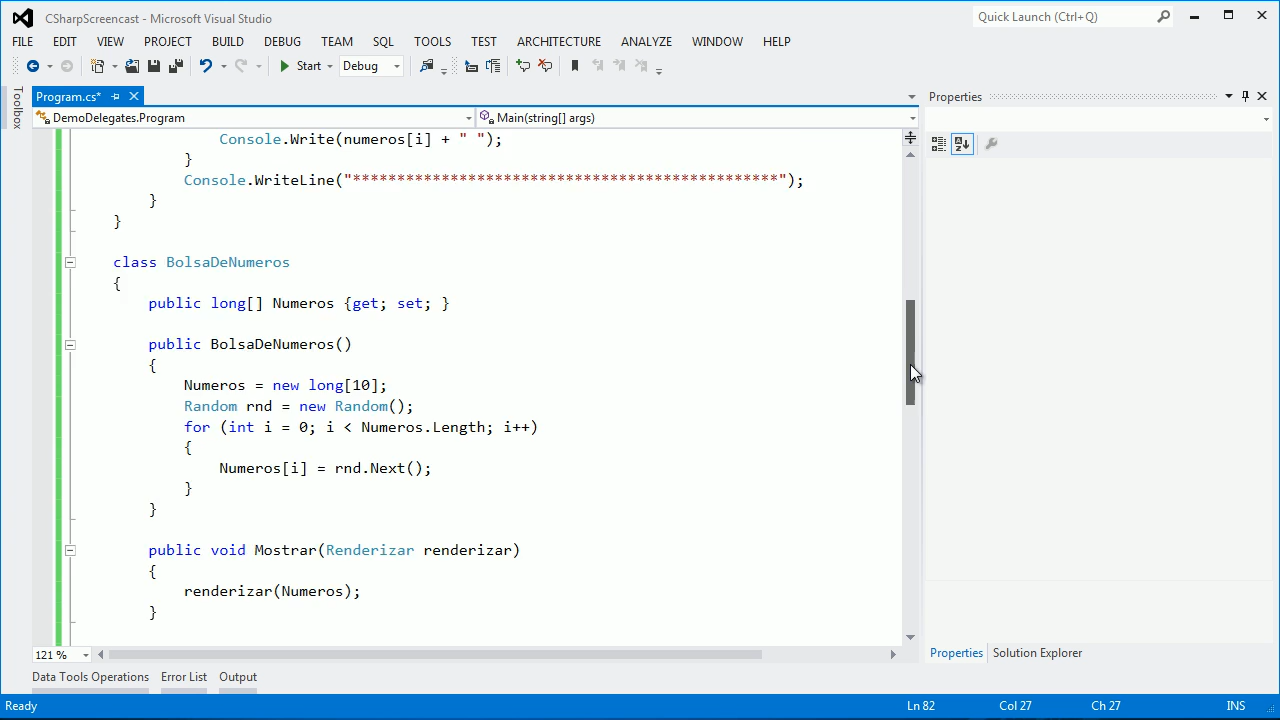 CSharpScreencast - Microsoft Visual Studio
Quick Launch (Ctrl+Q)
FILE EDIT VIEW PROJECT BUILD DEBUG TEAM SQL TOOLS TEST ARCHITECTURE ANALYZE WINDOW HELP
Start Debug
Toolbox
Program.cs*
Properties
DemoDelegates.Program
Main(string[] args)
Console.Write(numeros[i] + " ");
}
Console.WriteLine("************************************************");
}
}
class BolsaDeNumeros
{
public long[] Numeros {get; set; }
public BolsaDeNumeros()
{
Numeros = new long[10];
Random rnd = new Random();
for (int i = 0; i < Numeros.Length; i++)
{
Numeros[i] = rnd.Next();
}
}
public void Mostrar(Renderizar renderizar)
{
renderizar(Numeros);
}
121 %
Properties Solution Explorer
Data Tools Operations Error List Output
Ready Ln 82 Col 27 Ch 27 INS